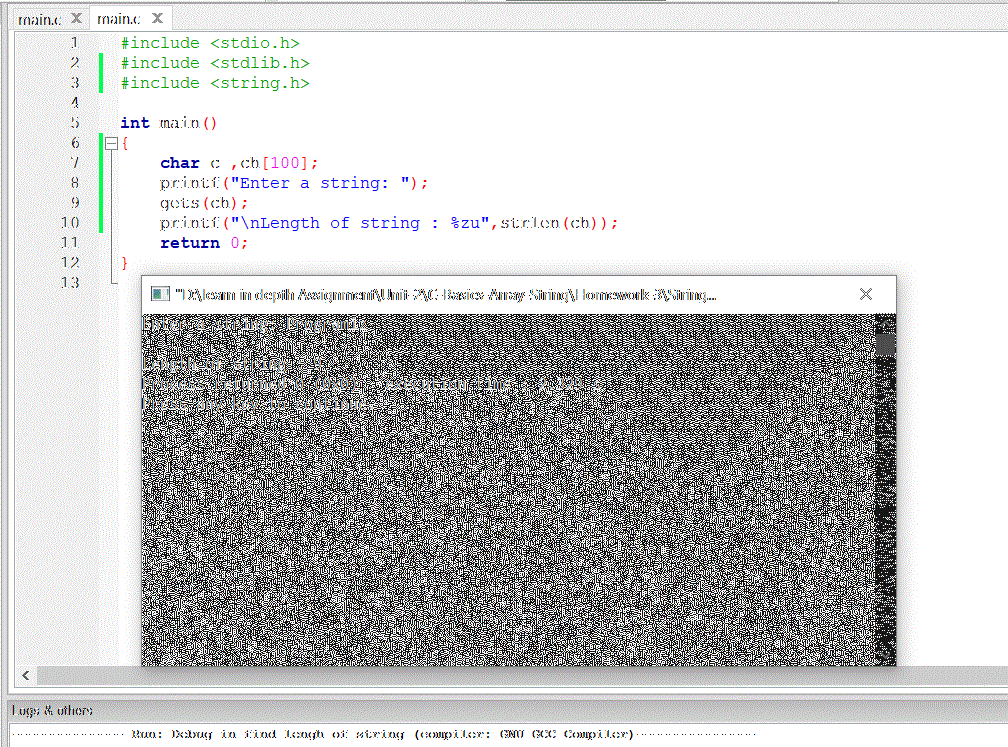 main.c main.c
1 #include <stdio.h>
2 #include <stdlib.h>
3 #include <string.h>
4
5 int main()
6 {
7 char c ,ch[100];
8 printf("Enter a string: ");
9 gets(ch);
10 printf("\nLength of string : %zu",strlen(ch));
11 return 0;
12 }
13
"D:\learn in depth Assignment\Unit 2\C Basics Array String\Homework 3\String...
Enter a string:
Logs & others
Run: Debug in find lengh of string (compiler: GNU GCC Compiler)